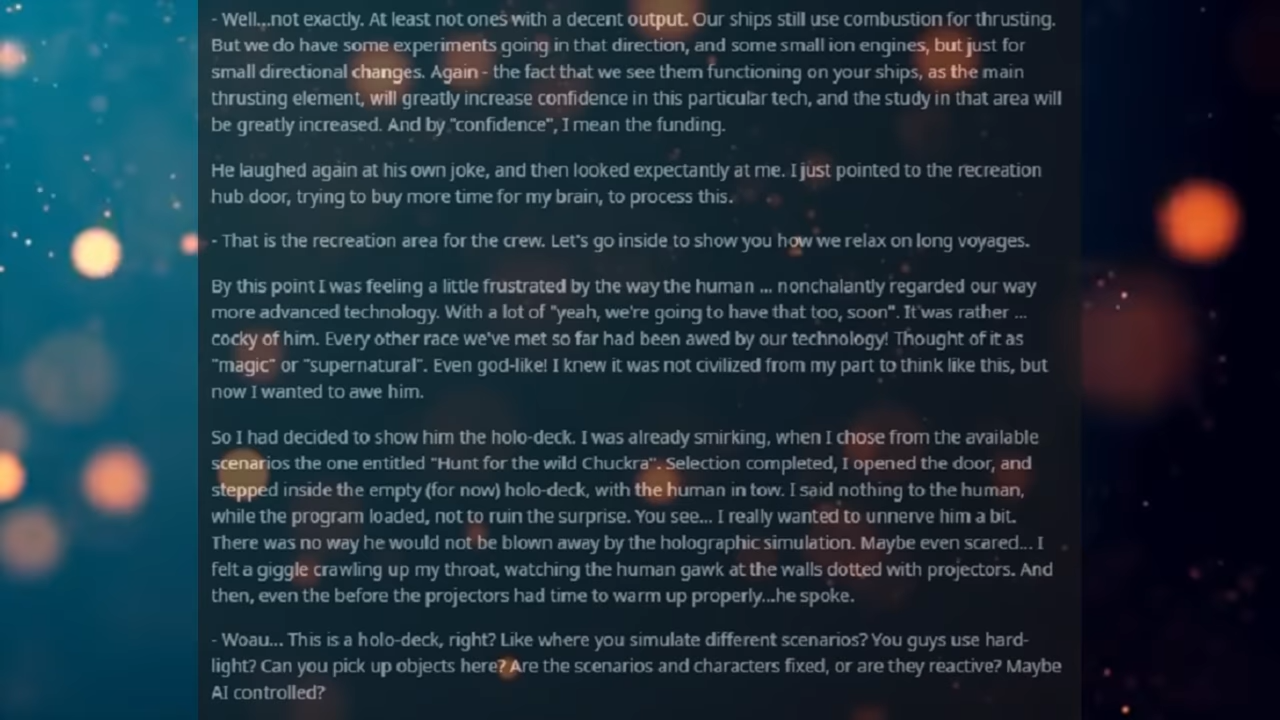 - Well...not exactly. At least not ones with a decent output. Our ships still use combustion for thrusting.
But we do have some experiments going in that direction, and some small ion engines, but just for
small directional changes. Again - the fact that we see them functioning on your ships, as the main
thrusting element, will greatly increase confidence in this particular tech, and the study in that area will
be greatly increased. And by "confidence", I mean the funding.
He laughed again at his own joke, and then looked expectantly at me. I just pointed to the recreation
hub door, trying to buy more time for my brain, to process this.
- That is the recreation area for the crew. Let's go inside to show you how we relax on long voyages.
By this point I was feeling a little frustrated by the way the human ... nonchalantly regarded our way
more advanced technology. With a lot of "yeah, we're going to have that too, soon". It was rather ...
cocky of him. Every other race we've met so far had been awed by our technology! Thought of it as
"magic" or "supernatural". Even god-like! I knew it was not civilized from my part to think like this, but
now I wanted to awe him.
So I had decided to show him the holo-deck. I was already smirking, when I chose from the available
scenarios the one entitled "Hunt for the wild Chuckra". Selection completed, I opened the door, and
stepped inside the empty (for now) holo-deck, with the human in tow. I said nothing to the human,
while the program loaded, not to ruin the surprise. You see... I really wanted to unnerve him a bit.
There was no way he would not be blown away by the holographic simulation. Maybe even scared... I
felt a giggle crawling up my throat, watching the human gawk at the walls dotted with projectors. And
then, even the before the projectors had time to warm up properly...he spoke.
- Woau... This is a holo-deck, right? Like where you simulate different scenarios? You guys use hard-
light? Can you pick up objects here? Are the scenarios and characters fixed, or are they reactive? Maybe
AI controlled?